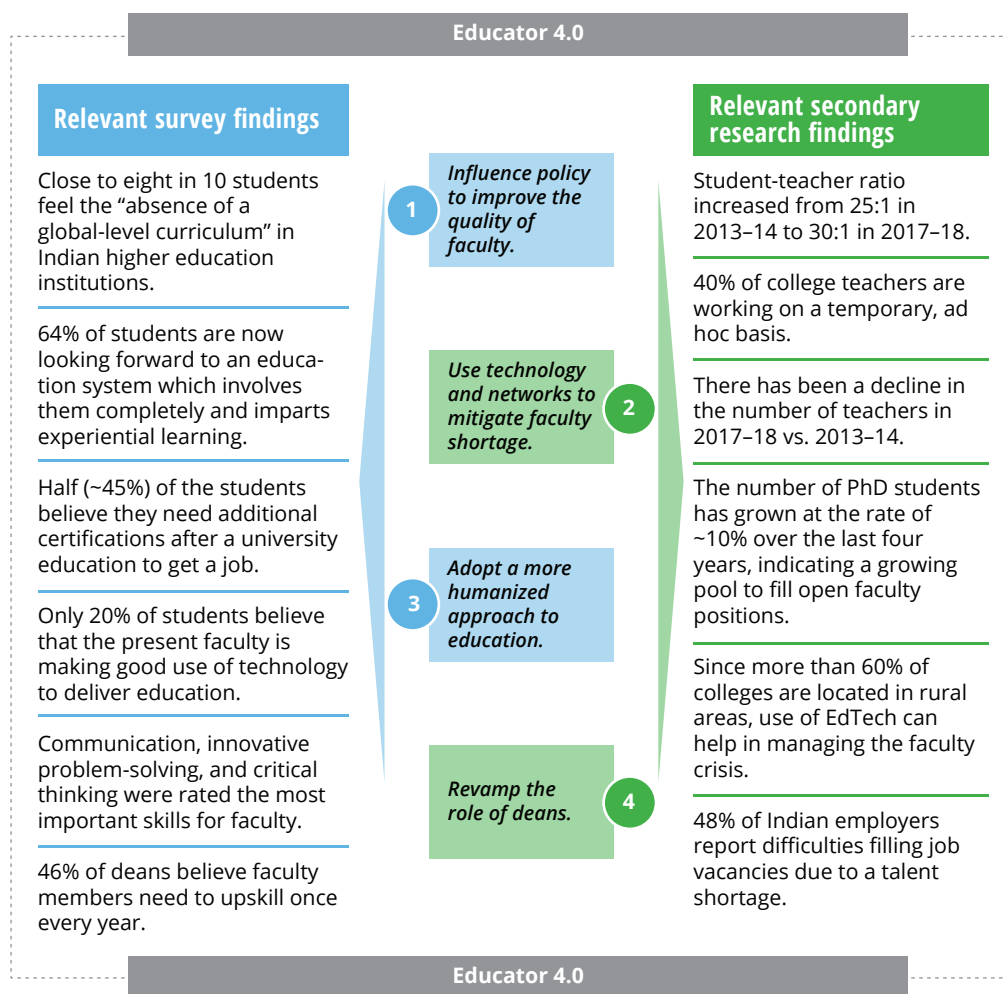 Educator 4.0
Relevant survey findings
Close to eight in 10 students
feel the “absence of a
global-level curriculum” in
Indian higher education
institutions.
64% of students are now
looking forward to an educa-
tion system which involves
them completely and imparts
experiential learning.
Half (~45%) of the students
believe they need additional
certifications after a university
education to get a job.
Only 20% of students believe
that the present faculty is
making good use of technology
to deliver education.
Communication, innovative
problem-solving, and critical
thinking were rated the most
important skills for faculty.
46% of deans believe faculty
members need to upskill once
every year.
1
Influence policy
to improve the
quality of
faculty.
Use technology
and networks to
mitigate faculty
shortage.
2
3
Adopt a more
humanized
approach to
education.
Revamp the
role of deans.
4
Relevant secondary
research findings
Student-teacher ratio
increased from 25:1 in
2013–14 to 30:1 in 2017–18.
40% of college teachers are
working on a temporary, ad
hoc basis.
There has been a decline in
the number of teachers in
2017–18 vs. 2013–14.
The number of PhD students
has grown at the rate of
~10% over the last four
years, indicating a growing
pool to fill open faculty
positions.
Since more than 60% of
colleges are located in rural
areas, use of EdTech can
help in managing the faculty
crisis.
48% of Indian employers
report difficulties filling job
vacancies due to a talent
shortage.
Educator 4.0